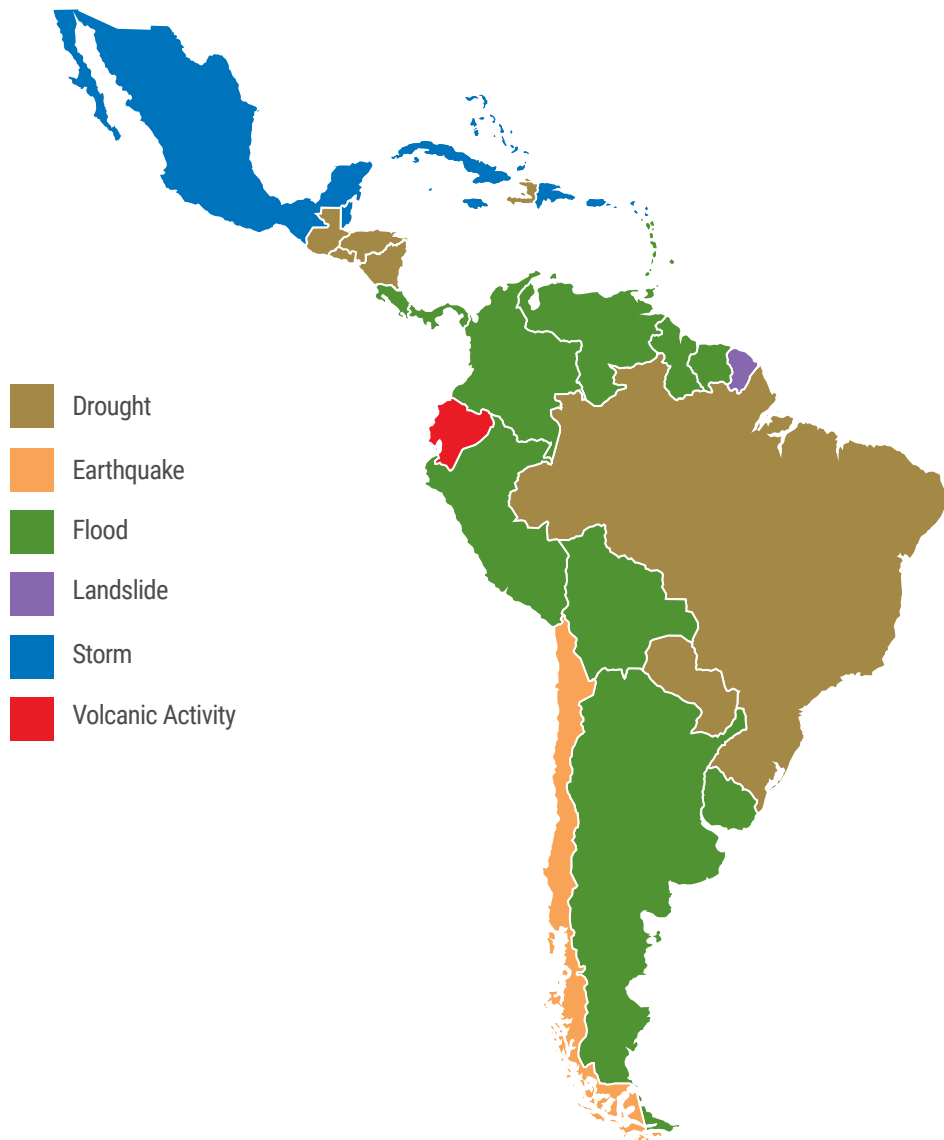 Drought
Earthquake
Flood
Landslide
Storm
Volcanic Activity